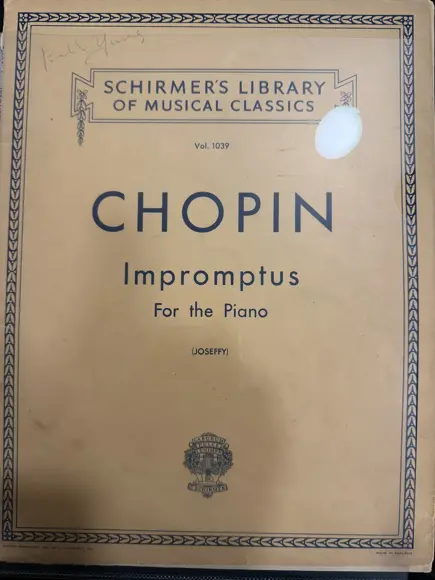 SCHIRMER'S LIBRARY
OF MUSICAL CLASSICS
Vol. 1039
CHOPIN
Impromptus
For the Piano
(JOSEFFY)